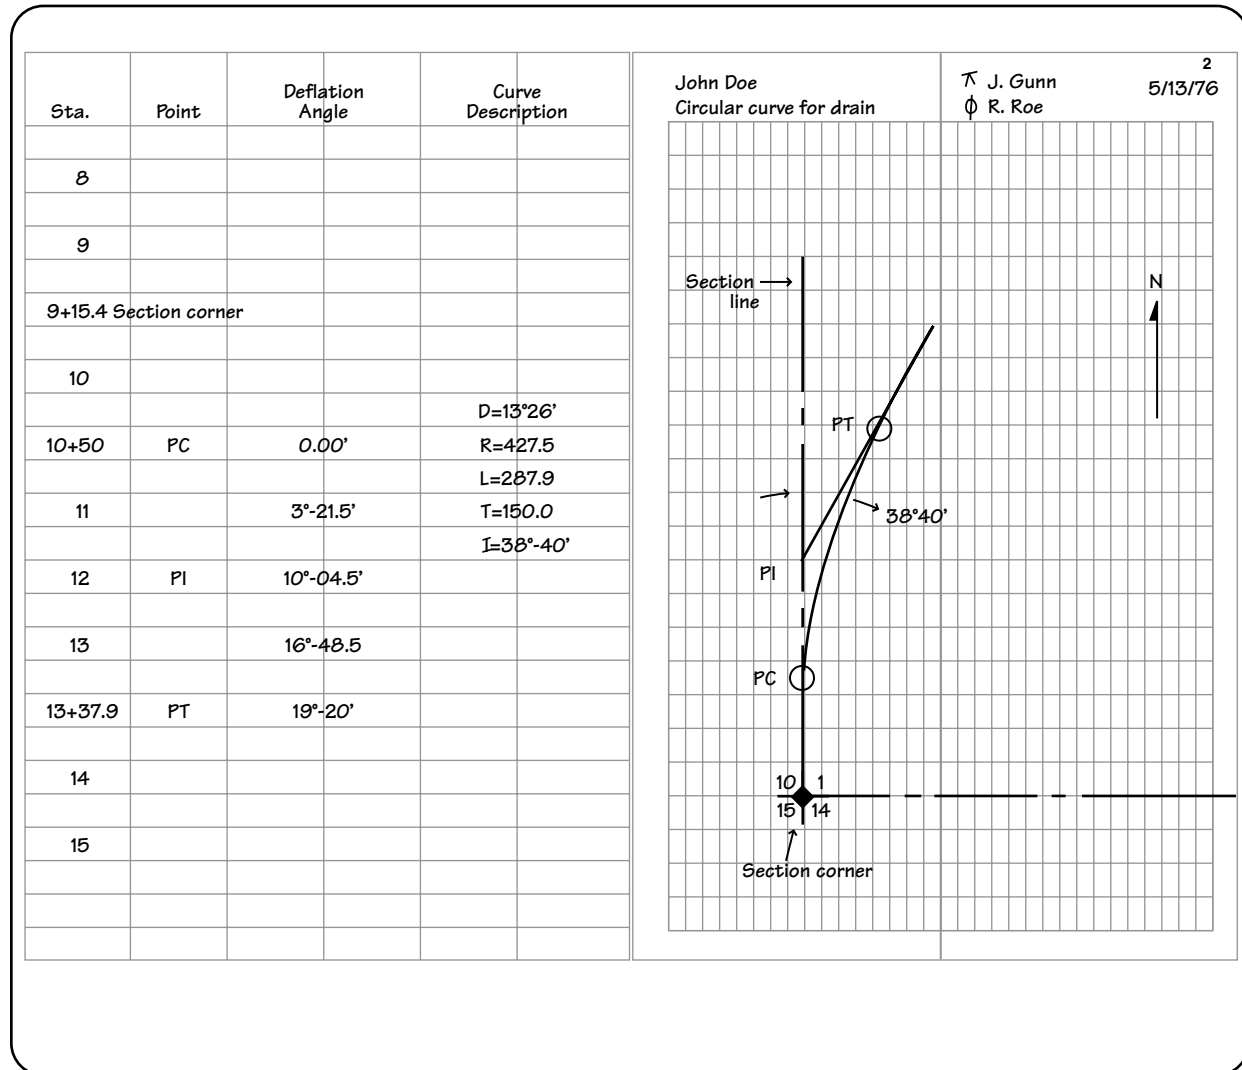 Deflation
Curve
Sta. Point Angle Description
8
9
9+15.4 Section corner
10
D=13°26’
10+50 PC 0.00’ R=427.5
L=287.9
11 3°-21.5’ T=150.0
I=38°-40’
12 PI 10°-04.5’
13 16°-48.5
13+37.9 PT 19°-20’
14
15
2
John Doe J. Gunn 5/13/76
Circular curve for drain R. Roe
Section
line
N
PT
38°40’
PI
PC
10 1
15 14
Section corner